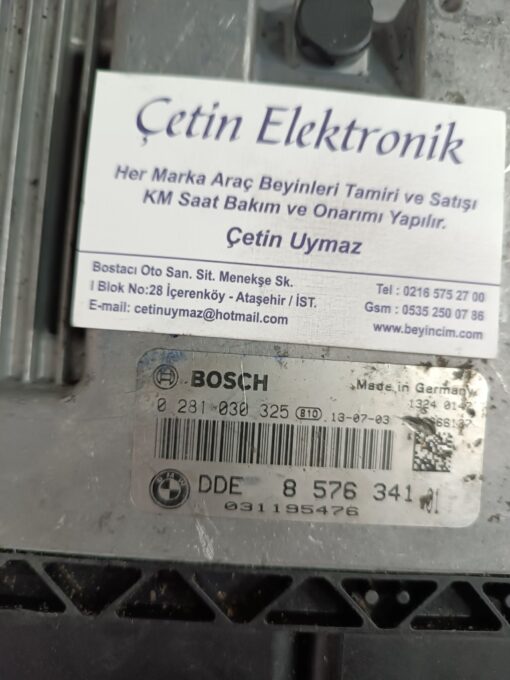 Çetin Elektronik
Her Marka Araç Beyinleri Tamiri ve Satışı
KM Saat Bakım ve Onarımı Yapılır.
Çetin Uymaz
Bostacı Oto San. Sit. Menekşe Sk.
I Blok No:28 İçerenköy - Ataşehir / İST.
E-mail: cetinuymaz@hotmail.com
Tel : 0216 575 27 00
Gsm : 0535 250 07 86
www.beyincim.com
BOSCH
Made in Germany
0 281 030 325 B10 13-07-03
DDE 8 576 341
031195476